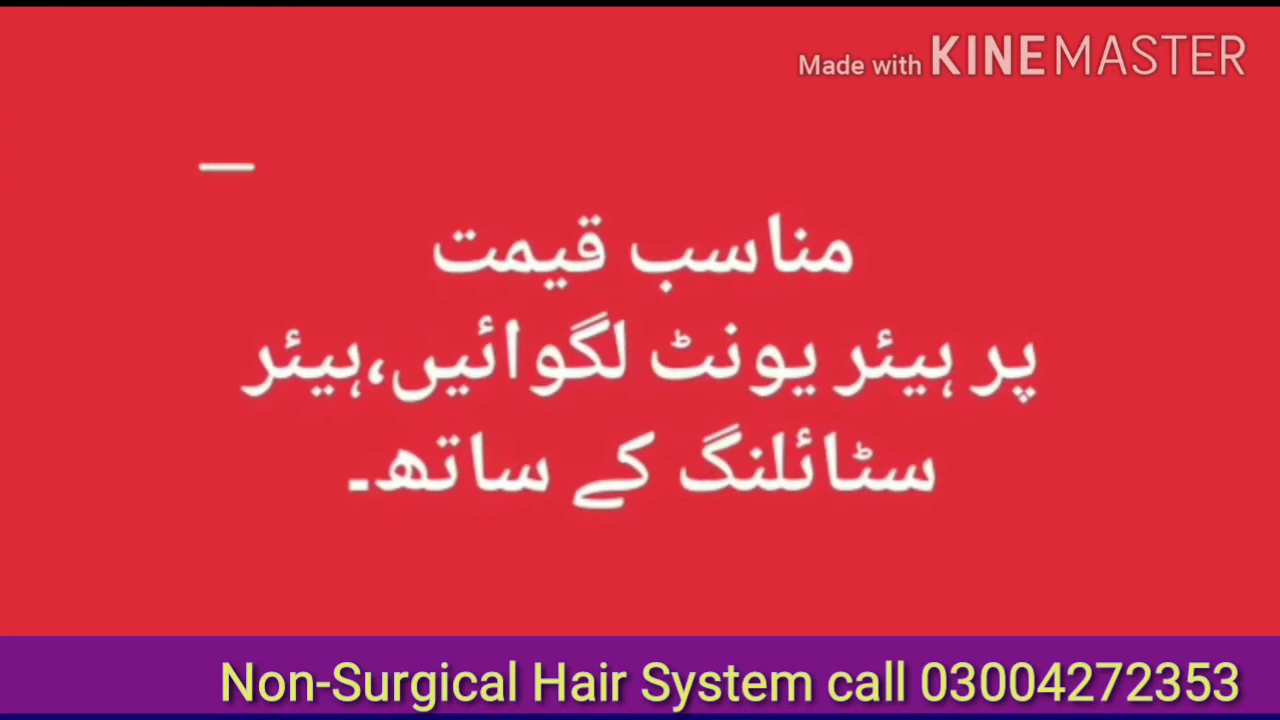 Made with KINEMASTER
مناسب قیمت
پر ہیئر یونٹ لگوائیں،ہیئر
سٹائلنگ کے ساتھ۔
Non-Surgical Hair System call 03004272353